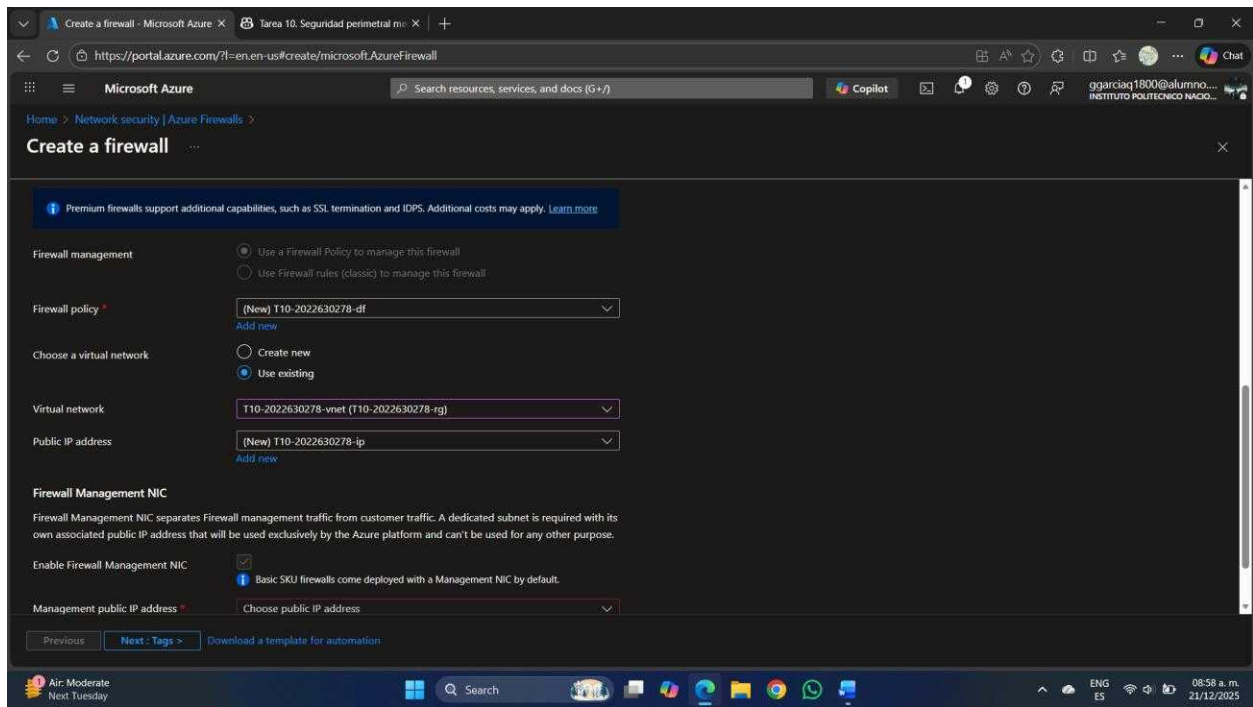 Create a firewall - Microsoft Azure
Tarea 10. Seguridad perimetral me
https://portal.azure.com/?l=en.en-us#create/microsoft.AzureFirewall
Chat
Microsoft Azure
Search resources, services, and docs (G+/)
Copilot
1
ggarciaq1800@alumno....
INSTITUTO POLITECNICO NACIO...
Home > Network security | Azure Firewalls >
Create a firewall ...
Premium firewalls support additional capabilities, such as SSL termination and IDPS. Additional costs may apply. Learn more
Firewall management
Use a Firewall Policy to manage this firewall
Use Firewall rules (classic) to manage this firewall
Firewall policy *
(New) T10-2022630278-df
Add new
Choose a virtual network
Create new
Use existing
Virtual network
T10-2022630278-vnet (T10-2022630278-rg)
Public IP address
(New) T10-2022630278-ip
Add new
Firewall Management NIC
Firewall Management NIC separates Firewall management traffic from customer traffic. A dedicated subnet is required with its
own associated public IP address that will be used exclusively by the Azure platform and can't be used for any other purpose.
Enable Firewall Management NIC
Basic SKU firewalls come deployed with a Management NIC by default.
Management public IP address *
Choose public IP address
Previous
Next : Tags >
Download a template for automation
1
Air: Moderate
Next Tuesday
Search
ENG
ES
08:58 a. m.
21/12/2025